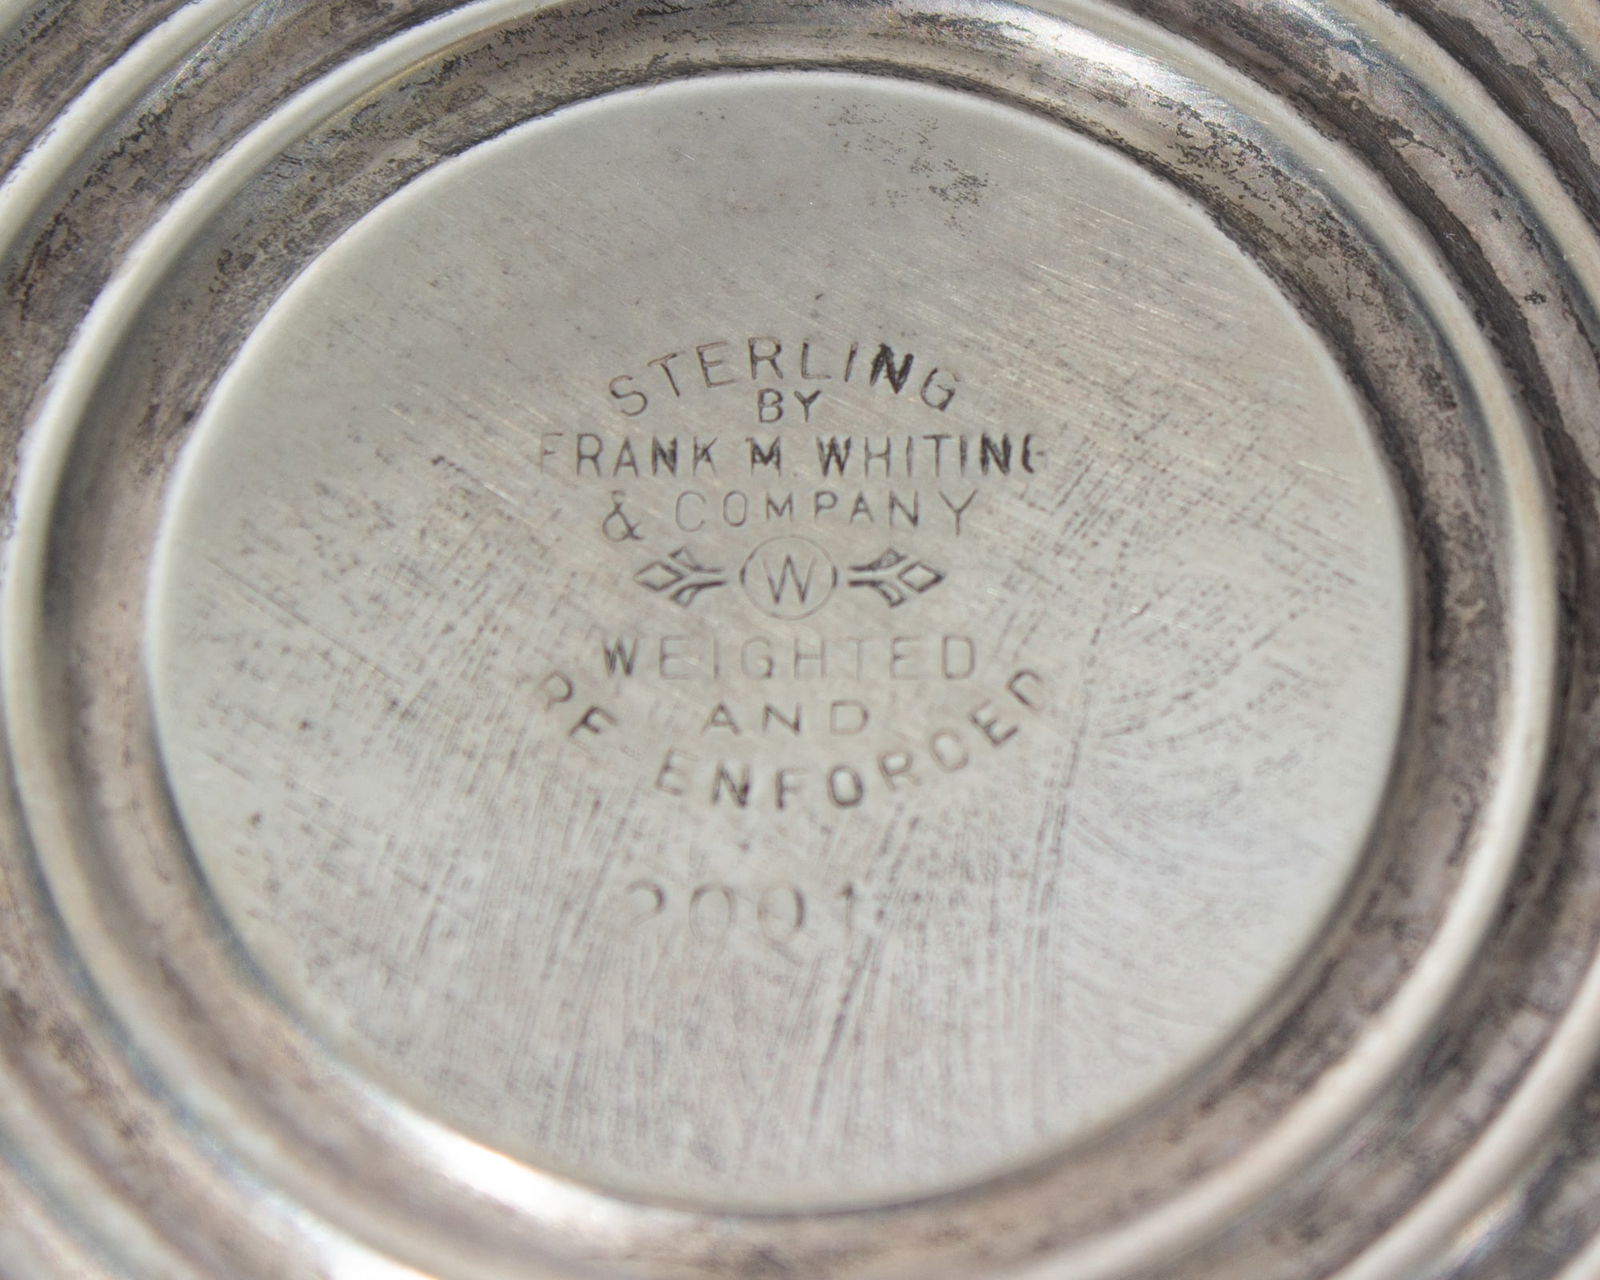 STERLING
BY
FRANK M. WHITING
& COMPANY
W
WEIGHTED
AND
RE-ENFORCED
2001